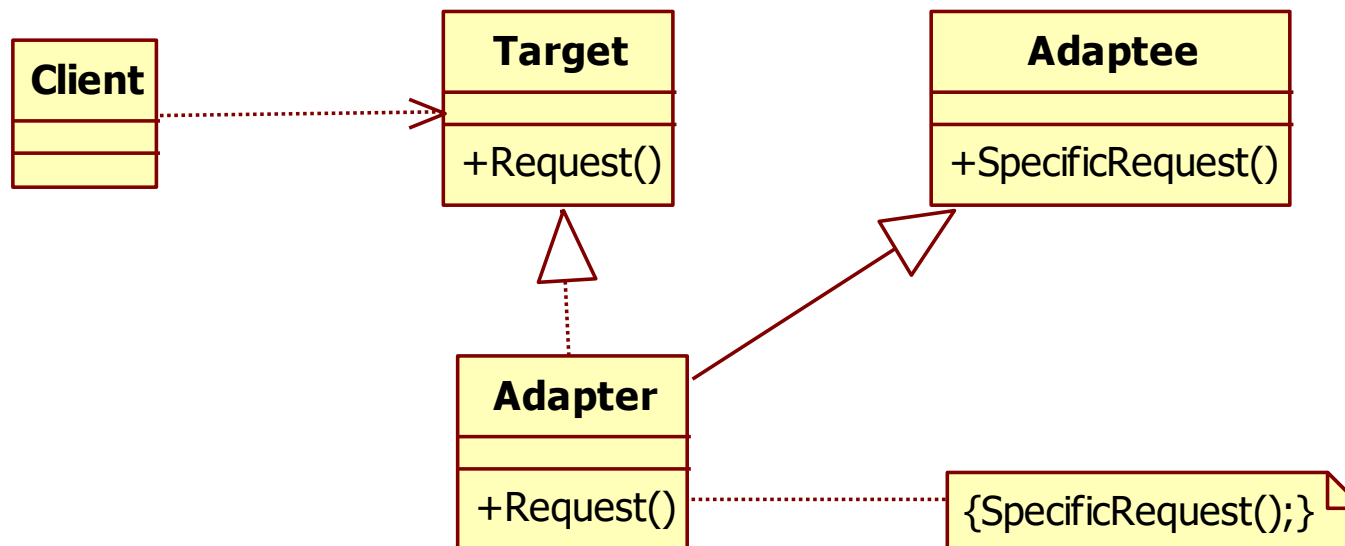 Client
Target
+Request()
Adaptee
+SpecificRequest()
Adapter
+Request()
{SpecificRequest();}